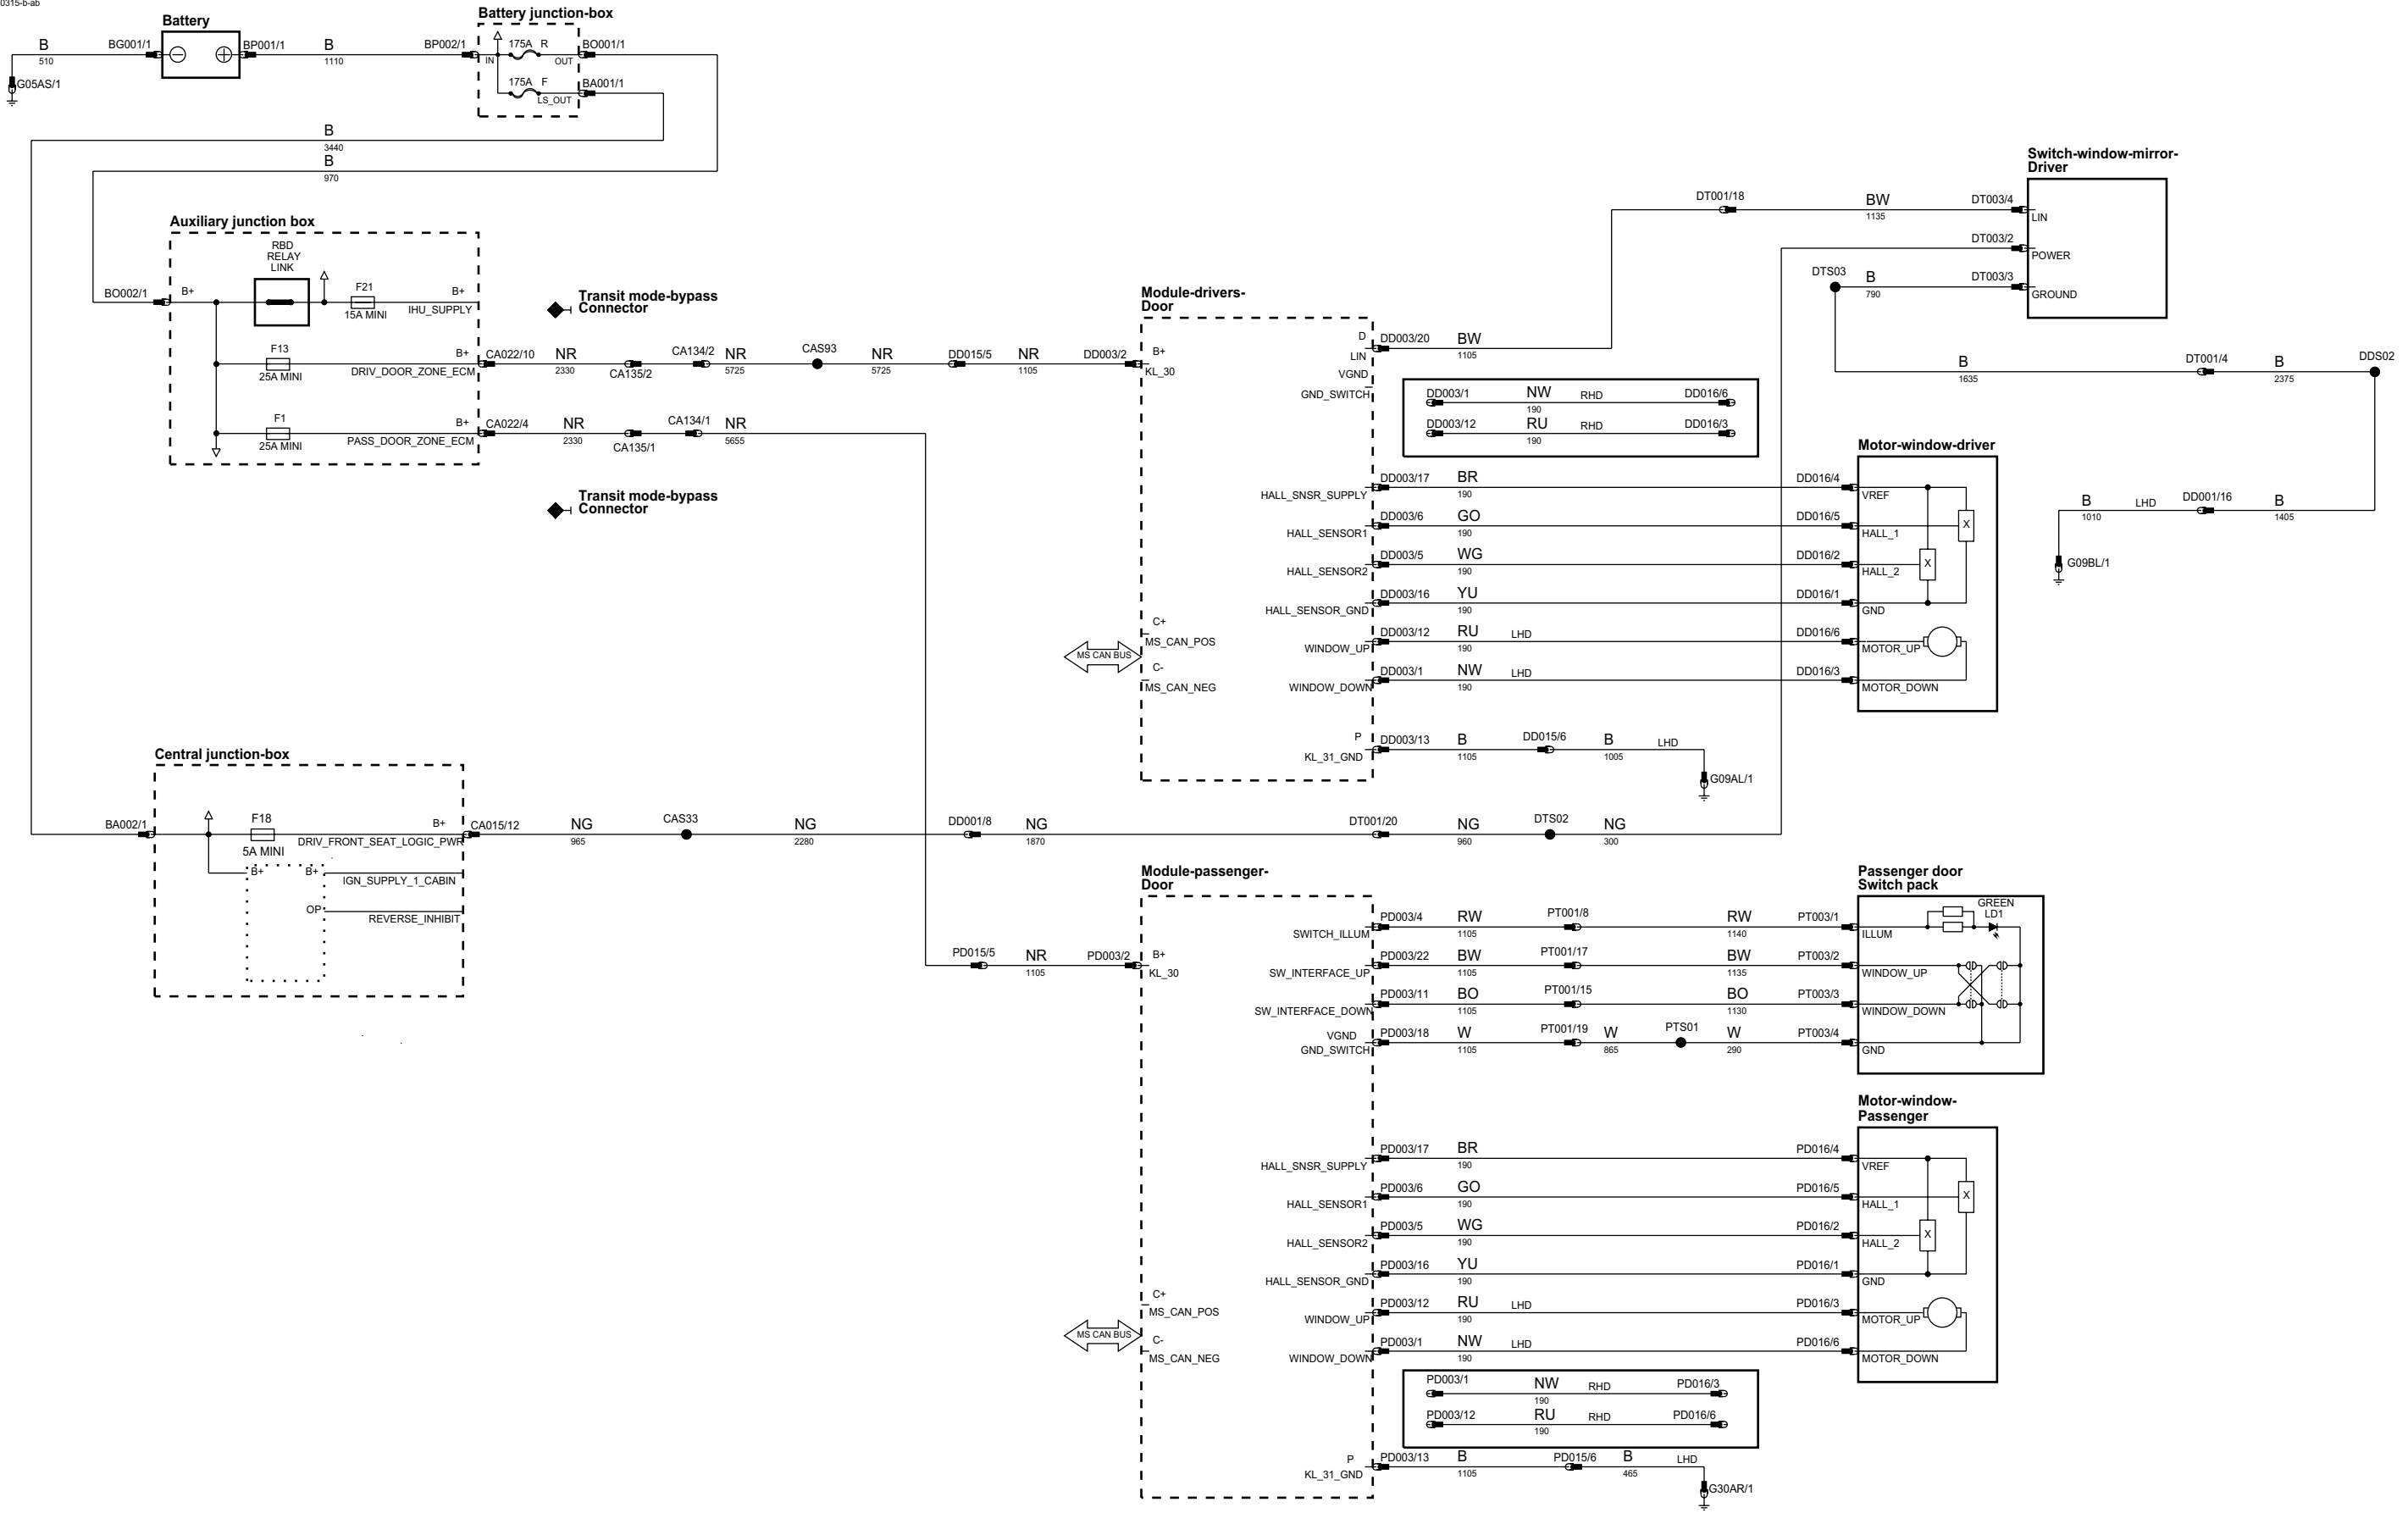 0315-b-ab
Battery
B
510
BG001/1
BP001/1
B
1110
BP002/1
G05AS/1
Battery junction-box
175A R
IN
OUT
BO001/1
175A F
LS_OUT
BA001/1
B
3440
B
970
Auxiliary junction box
RBD
RELAY
LINK
BO002/1
B+
F21
15A MINI
B+
IHU_SUPPLY
F13
25A MINI
B+
DRIV_DOOR_ZONE_ECM
CA022/10
NR
2330
CA135/2
CA134/2
NR
5725
CAS93
NR
5725
DD015/5
NR
1105
DD003/2
F1
25A MINI
B+
PASS_DOOR_ZONE_ECM
CA022/4
NR
2330
CA135/1
CA134/1
NR
5655
Transit mode-bypass
Connector
Transit mode-bypass
Connector
Module-drivers-
Door
B+
KL_30
D
LIN
VGND
GND_SWITCH
DD003/20
BW
1105
DT001/18
BW
1135
DT003/4
DT003/2
DTS03
B
790
DT003/3
Switch-window-mirror-
Driver
LIN
POWER
GROUND
B
1635
DT001/4
B
2375
DDS02
DD003/1
NW
190
RHD
DD016/6
DD003/12
RU
190
RHD
DD016/3
HALL_SNSR_SUPPLY
DD003/17
BR
190
DD016/4
HALL_SENSOR1
DD003/6
GO
190
DD016/5
HALL_SENSOR2
DD003/5
WG
190
DD016/2
HALL_SENSOR_GND
DD003/16
YU
190
DD016/1
WINDOW_UP
DD003/12
RU
190
LHD
DD016/6
WINDOW_DOWN
DD003/1
NW
190
LHD
DD016/3
Motor-window-driver
VREF
HALL_1
X
HALL_2
X
GND
MOTOR_UP
MOTOR_DOWN
B
1010
LHD
DD001/16
B
1405
G09BL/1
MS CAN BUS
C+
MS_CAN_POS
C-
MS_CAN_NEG
P
KL_31_GND
DD003/13
B
1105
DD015/6
B
1005
LHD
G09AL/1
Central junction-box
BA002/1
F18
5A MINI
B+
DRIV_FRONT_SEAT_LOGIC_PWR
B+
B+
IGN_SUPPLY_1_CABIN
OP
REVERSE_INHIBIT
CA015/12
NG
965
CAS33
NG
2280
DD001/8
NG
1870
DT001/20
NG
960
DTS02
NG
300
Module-passenger-
Door
PD015/5
NR
1105
PD003/2
B+
KL_30
SWITCH_ILLUM
PD003/4
RW
1105
PT001/8
RW
1140
PT003/1
SW_INTERFACE_UP
PD003/22
BW
1105
PT001/17
BW
1135
PT003/2
SW_INTERFACE_DOWN
PD003/11
BO
1105
PT001/15
BO
1130
PT003/3
VGND
GND_SWITCH
PD003/18
W
1105
PT001/19
W
865
PTS01
W
290
PT003/4
Passenger door
Switch pack
GREEN
LD1
ILLUM
WINDOW_UP
WINDOW_DOWN
GND
HALL_SNSR_SUPPLY
PD003/17
BR
190
PD016/4
HALL_SENSOR1
PD003/6
GO
190
PD016/5
HALL_SENSOR2
PD003/5
WG
190
PD016/2
HALL_SENSOR_GND
PD003/16
YU
190
PD016/1
WINDOW_UP
PD003/12
RU
190
LHD
PD016/3
WINDOW_DOWN
PD003/1
NW
190
LHD
PD016/6
Motor-window-
Passenger
VREF
HALL_1
X
HALL_2
X
GND
MOTOR_UP
MOTOR_DOWN
MS CAN BUS
C+
MS_CAN_POS
C-
MS_CAN_NEG
PD003/1
NW
190
RHD
PD016/3
PD003/12
RU
190
RHD
PD016/6
P
KL_31_GND
PD003/13
B
1105
PD015/6
B
465
LHD
G30AR/1